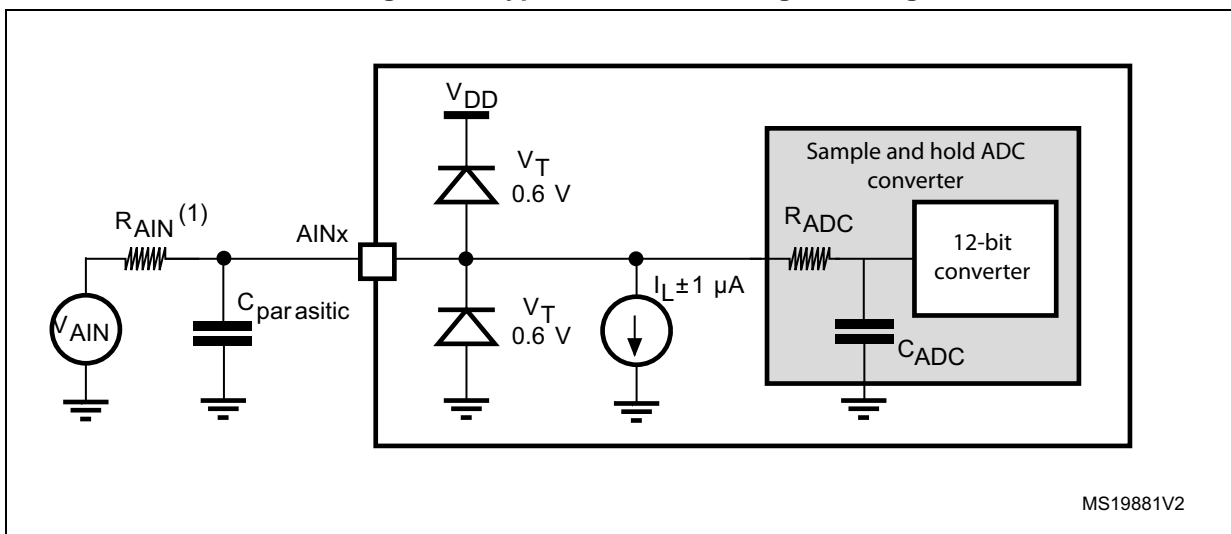 V_DD
V_T
0.6 V
Sample and hold ADC
converter
R_AIN (1)
AINx
R_ADC
12-bit
converter
C_parasitic
I_L ±1 µA
V_AIN
V_T
0.6 V
C_ADC
MS19881V2